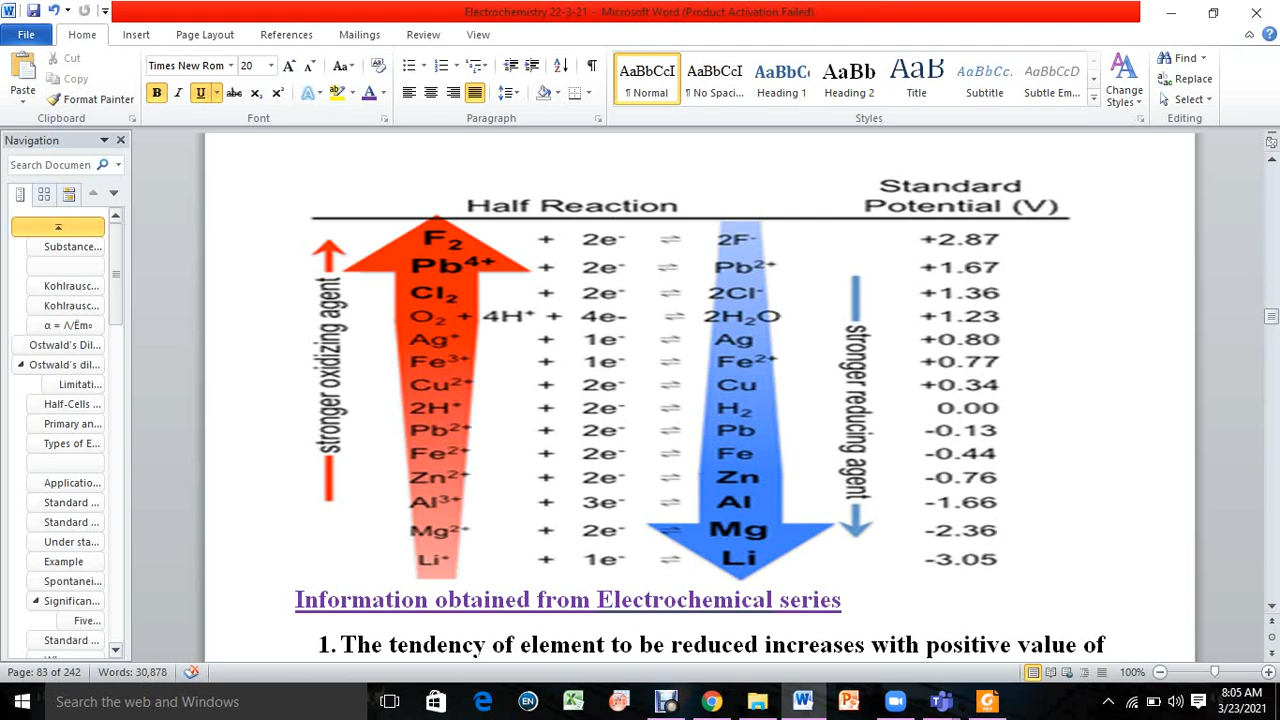 Electrochemistry 22-3-21 - Microsoft Word (Product Activation Failed)
File Home Insert Page Layout References Mailings Review View
Paste
Cut
Copy
Format Painter
Clipboard
Times New Rom 20
B I U abc X₂ X²
Font
Paragraph
AaBbCcI AaBbCcI AaBbC AaBb AaB AaBbCcI AaBbCcD
¶ Normal ¶ No Spaci... Heading 1 Heading 2 Title Subtitle Subtle Em...
Change Styles
Styles
Find
Replace
Select
Editing
Navigation
Search Documen
Substance...
Kohlraus...
Kohlraus...
Ostwald's Dil...
Ostwald's dil...
Limitati...
Half-Cells ...
Primary an...
Types of E...
Applicatio...
Standard ...
Standard ...
Under sta...
Example
Spontanei...
Significan...
Five...
Standard ...
Half Reaction Standard Potential (V)
F₂ + 2e⁻ ⇌ 2F⁻ +2.87
Pb⁴⁺ + 2e⁻ ⇌ Pb²⁺ +1.67
Cl₂ + 2e⁻ ⇌ 2Cl⁻ +1.36
O₂ + 4H⁺ + 4e- ⇌ 2H₂O +1.23
Ag⁺ + 1e⁻ ⇌ Ag +0.80
Fe³⁺ + 1e⁻ ⇌ Fe²⁺ +0.77
Cu²⁺ + 2e⁻ ⇌ Cu +0.34
2H⁺ + 2e⁻ ⇌ H₂ 0.00
Pb²⁺ + 2e⁻ ⇌ Pb -0.13
Fe²⁺ + 2e⁻ ⇌ Fe -0.44
Zn²⁺ + 2e⁻ ⇌ Zn -0.76
Al³⁺ + 3e⁻ ⇌ Al -1.66
Mg²⁺ + 2e⁻ ⇌ Mg -2.36
Li⁺ + 1e⁻ ⇌ Li -3.05
stronger oxidizing agent
stronger reducing agent
Information obtained from Electrochemical series
1. The tendency of element to be reduced increases with positive value of
Page: 83 of 242 Words: 30,878 100%
Search the web and Windows
EN
8:05 AM
3/23/2021